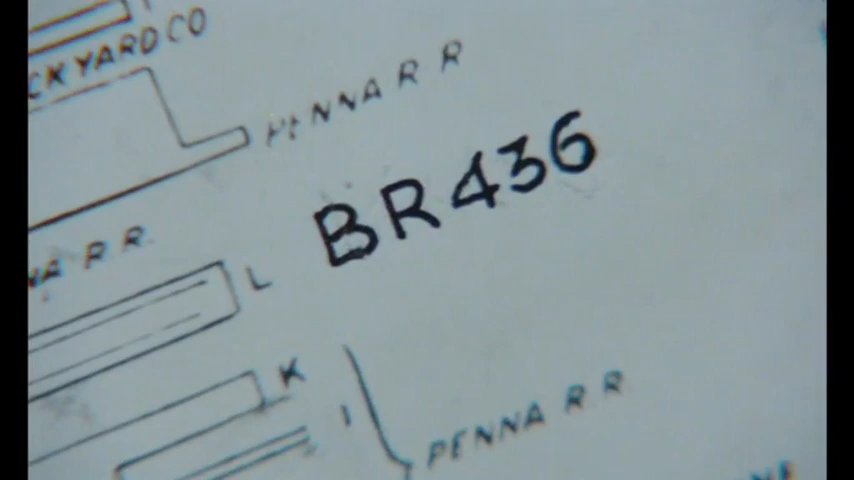 CK YARD CO
PENNA R R
BR436
NA R R
L
K
I
PENNA R R